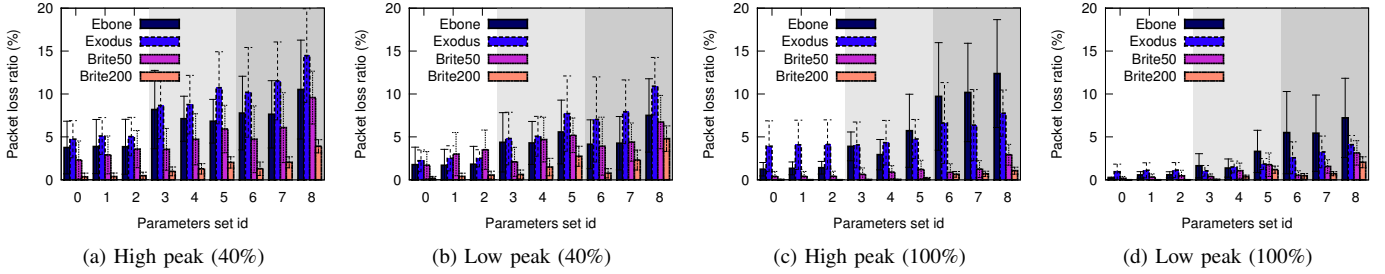 Packet loss ratio (%)
20
15
10
5
0
Ebone
Exodus
Brite50
Brite200
0 1 2 3 4 5 6 7 8
Parameters set id
(a) High peak (40%)
Packet loss ratio (%)
20
15
10
5
0
Ebone
Exodus
Brite50
Brite200
0 1 2 3 4 5 6 7 8
Parameters set id
(b) Low peak (40%)
Packet loss ratio (%)
20
15
10
5
0
Ebone
Exodus
Brite50
Brite200
0 1 2 3 4 5 6 7 8
Parameters set id
(c) High peak (100%)
Packet loss ratio (%)
20
15
10
5
0
Ebone
Exodus
Brite50
Brite200
0 1 2 3 4 5 6 7 8
Parameters set id
(d) Low peak (100%)